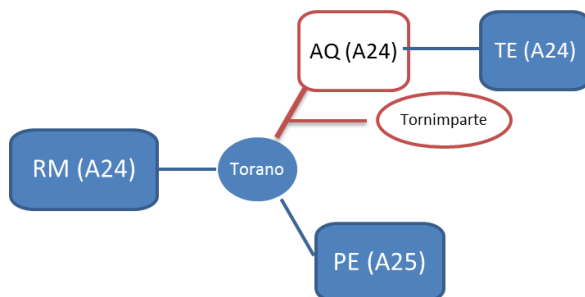 AQ (A24)
TE (A24)
Tornimparte
RM (A24)
Torano
PE (A25)